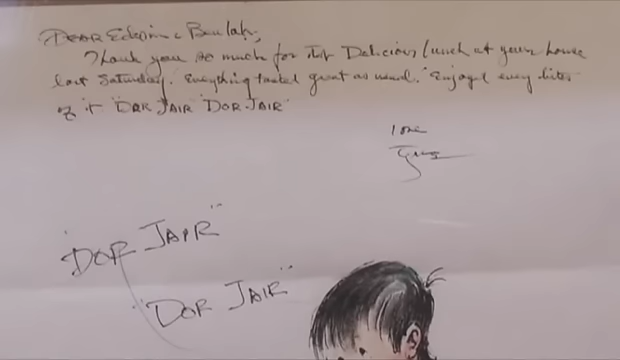 DEAR Edwin & Beulah,
Thank you so much for the Delicious Lunch at your house
last Saturday. Everything tasted great as usual. Enjoyed every bite
of it "DOR JAIR" "DOR JAIR"
love
"DOR JAIR"
"DOR JAIR"